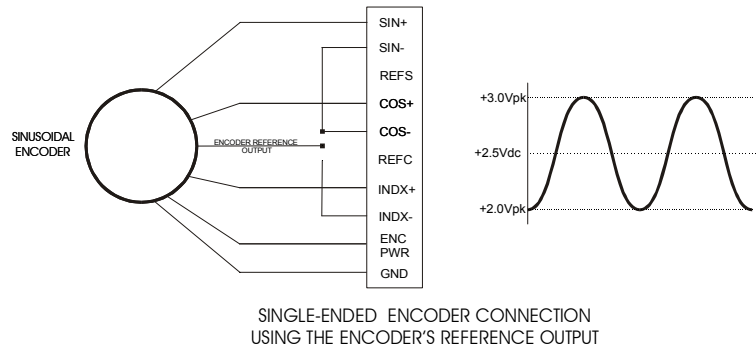 SIN+
SIN-
REFS
COS+
COS-
REFC
INDX+
INDX-
ENC
PWR
GND
SINUSOIDAL
ENCODER
ENCODER REFERENCE
OUTPUT
+3.0Vpk
+2.5Vdc
+2.0Vpk
SINGLE-ENDED ENCODER CONNECTION
USING THE ENCODER'S REFERENCE OUTPUT